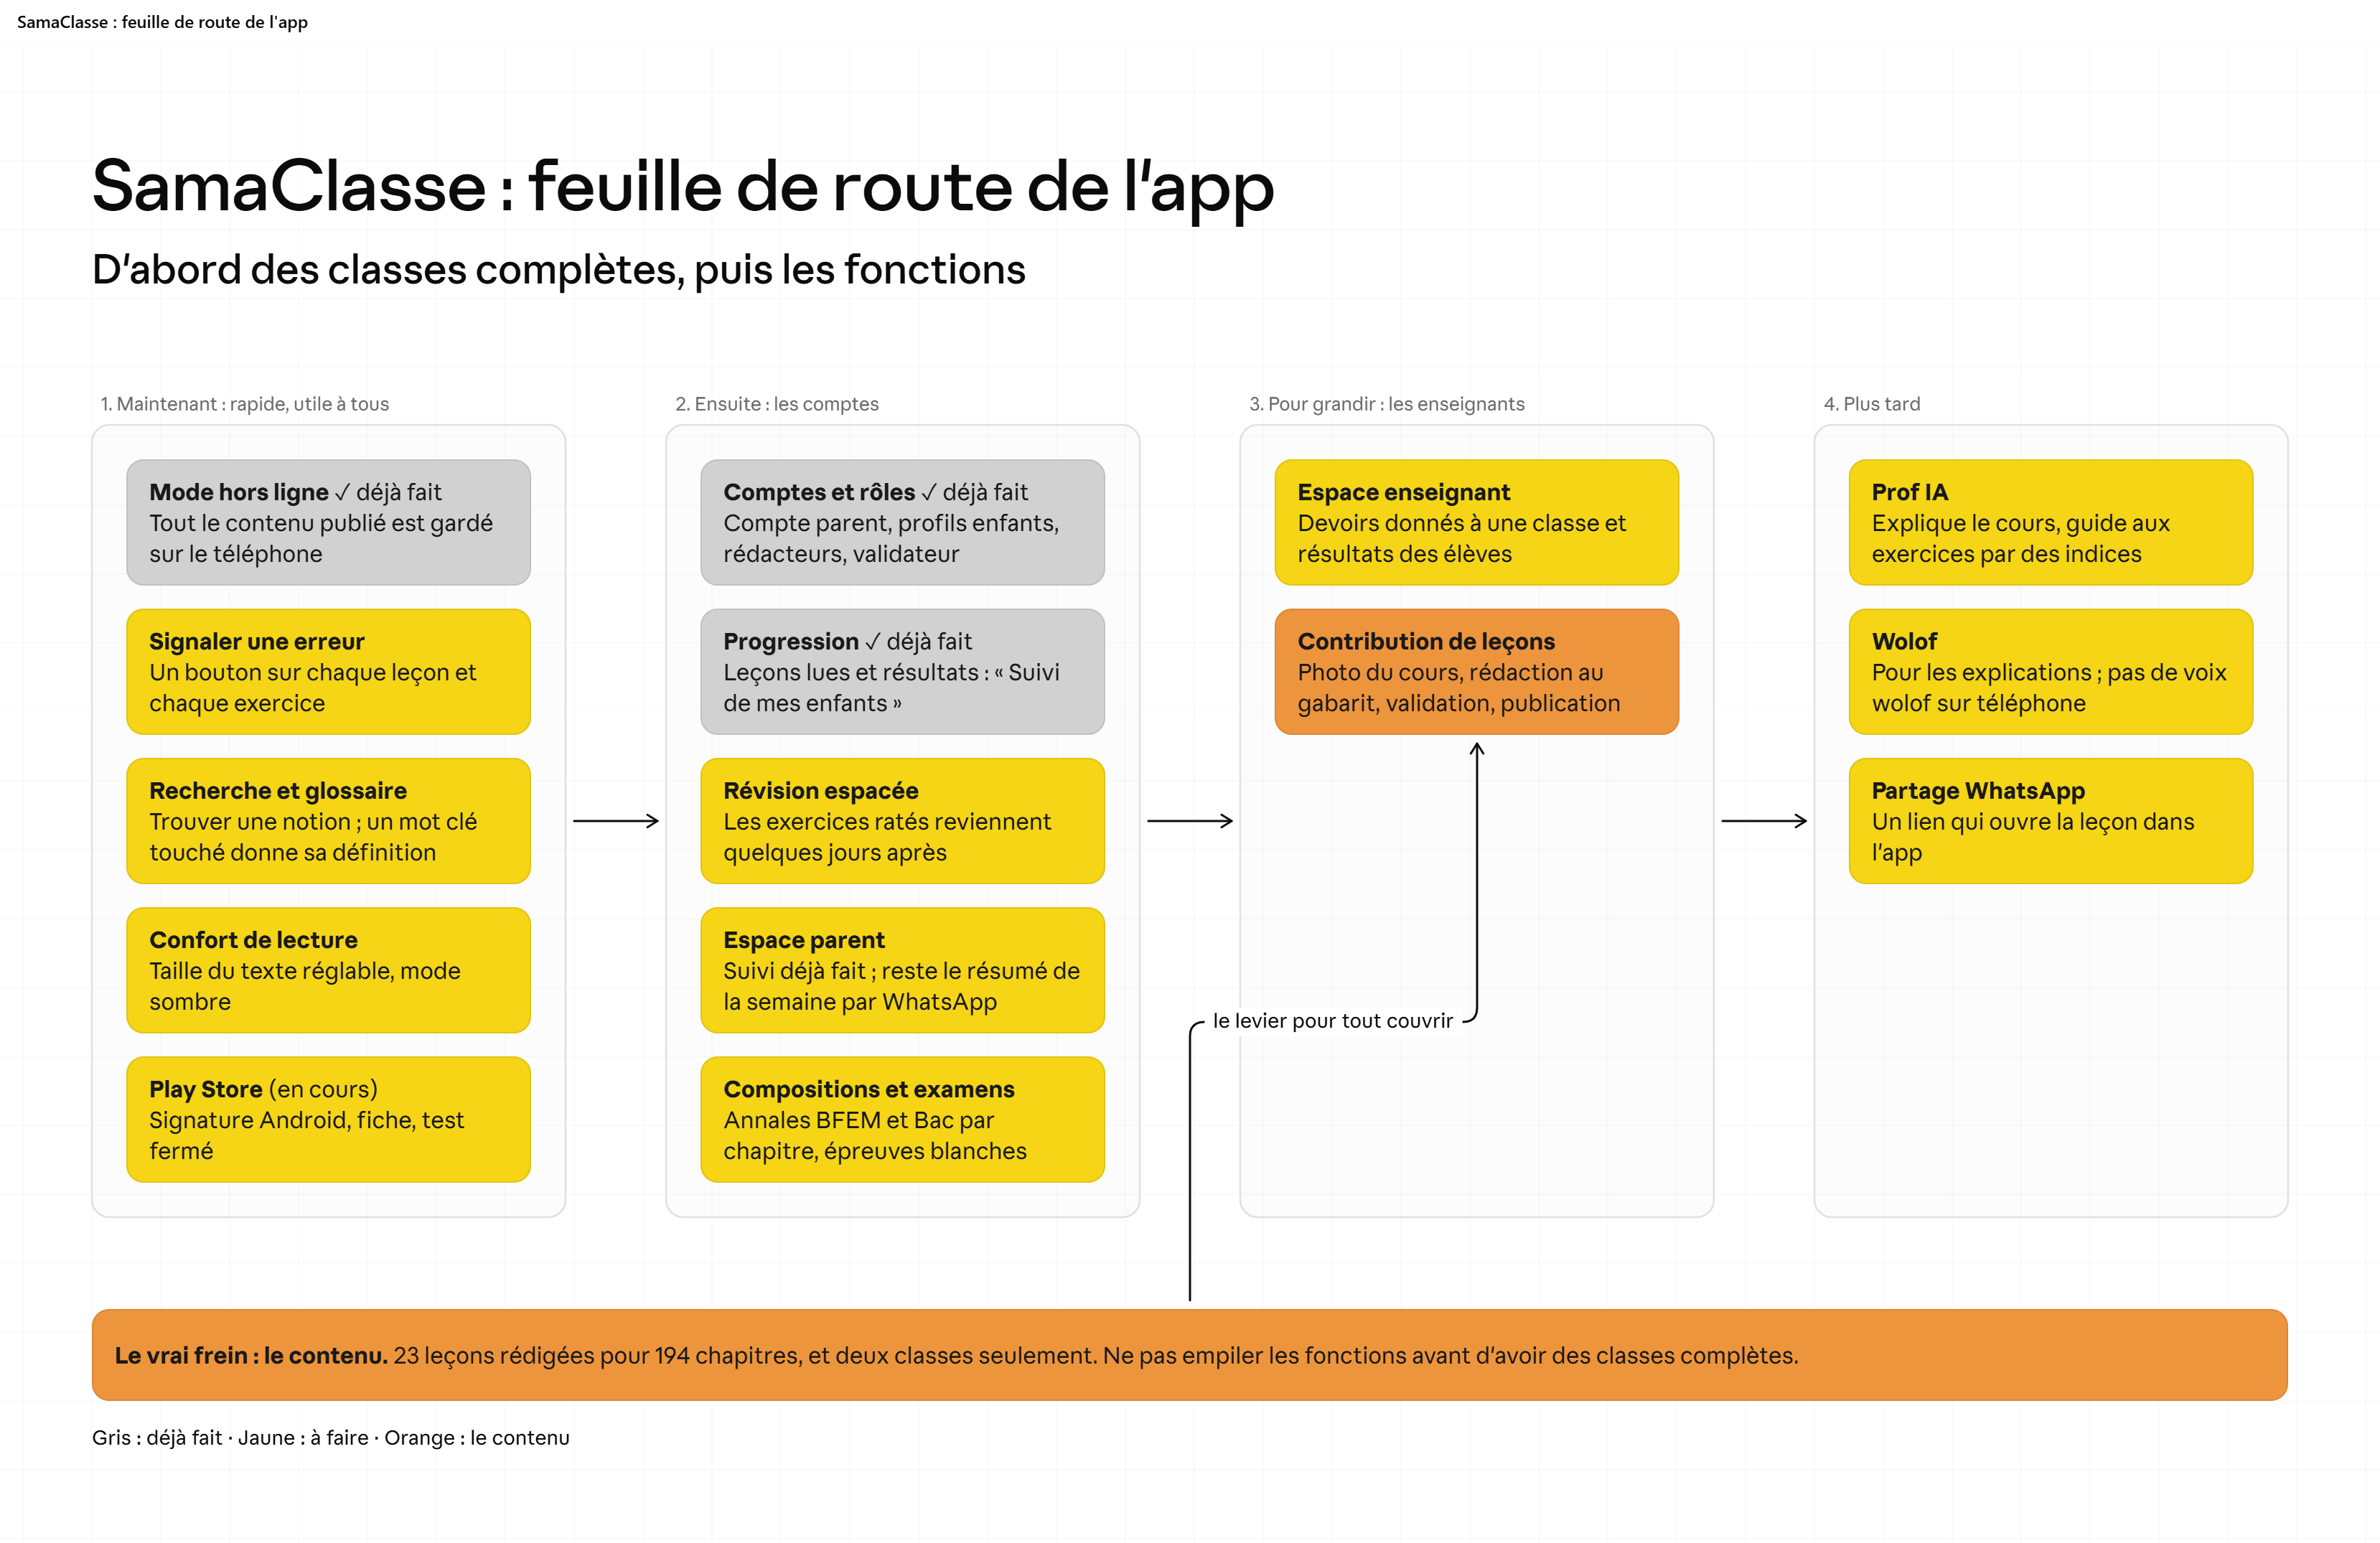 SamaClasse : feuille de route de l'app
SamaClasse : feuille de route de l'app
D'abord des classes complètes, puis les fonctions
1. Maintenant : rapide, utile à tous
Mode hors ligne ✓ déjà fait
Tout le contenu publié est gardé
sur le téléphone
Signaler une erreur
Un bouton sur chaque leçon et
chaque exercice
Recherche et glossaire
Trouver une notion ; un mot clé
touché donne sa définition
Confort de lecture
Taille du texte réglable, mode
sombre
Play Store (en cours)
Signature Android, fiche, test
fermé
2. Ensuite : les comptes
Comptes et rôles ✓ déjà fait
Compte parent, profils enfants,
rédacteurs, validateur
Progression ✓ déjà fait
Leçons lues et résultats : « Suivi
de mes enfants »
Révision espacée
Les exercices ratés reviennent
quelques jours après
Espace parent
Suivi déjà fait ; reste le résumé de
la semaine par WhatsApp
Compositions et examens
Annales BFEM et Bac par
chapitre, épreuves blanches
3. Pour grandir : les enseignants
Espace enseignant
Devoirs donnés à une classe et
résultats des élèves
Contribution de leçons
Photo du cours, rédaction au
gabarit, validation, publication
le levier pour tout couvrir
4. Plus tard
Prof IA
Explique le cours, guide aux
exercices par des indices
Wolof
Pour les explications ; pas de voix
wolof sur téléphone
Partage WhatsApp
Un lien qui ouvre la leçon dans
l'app
Le vrai frein : le contenu. 23 leçons rédigées pour 194 chapitres, et deux classes seulement. Ne pas empiler les fonctions avant d'avoir des classes complètes.
Gris : déjà fait · Jaune : à faire · Orange : le contenu